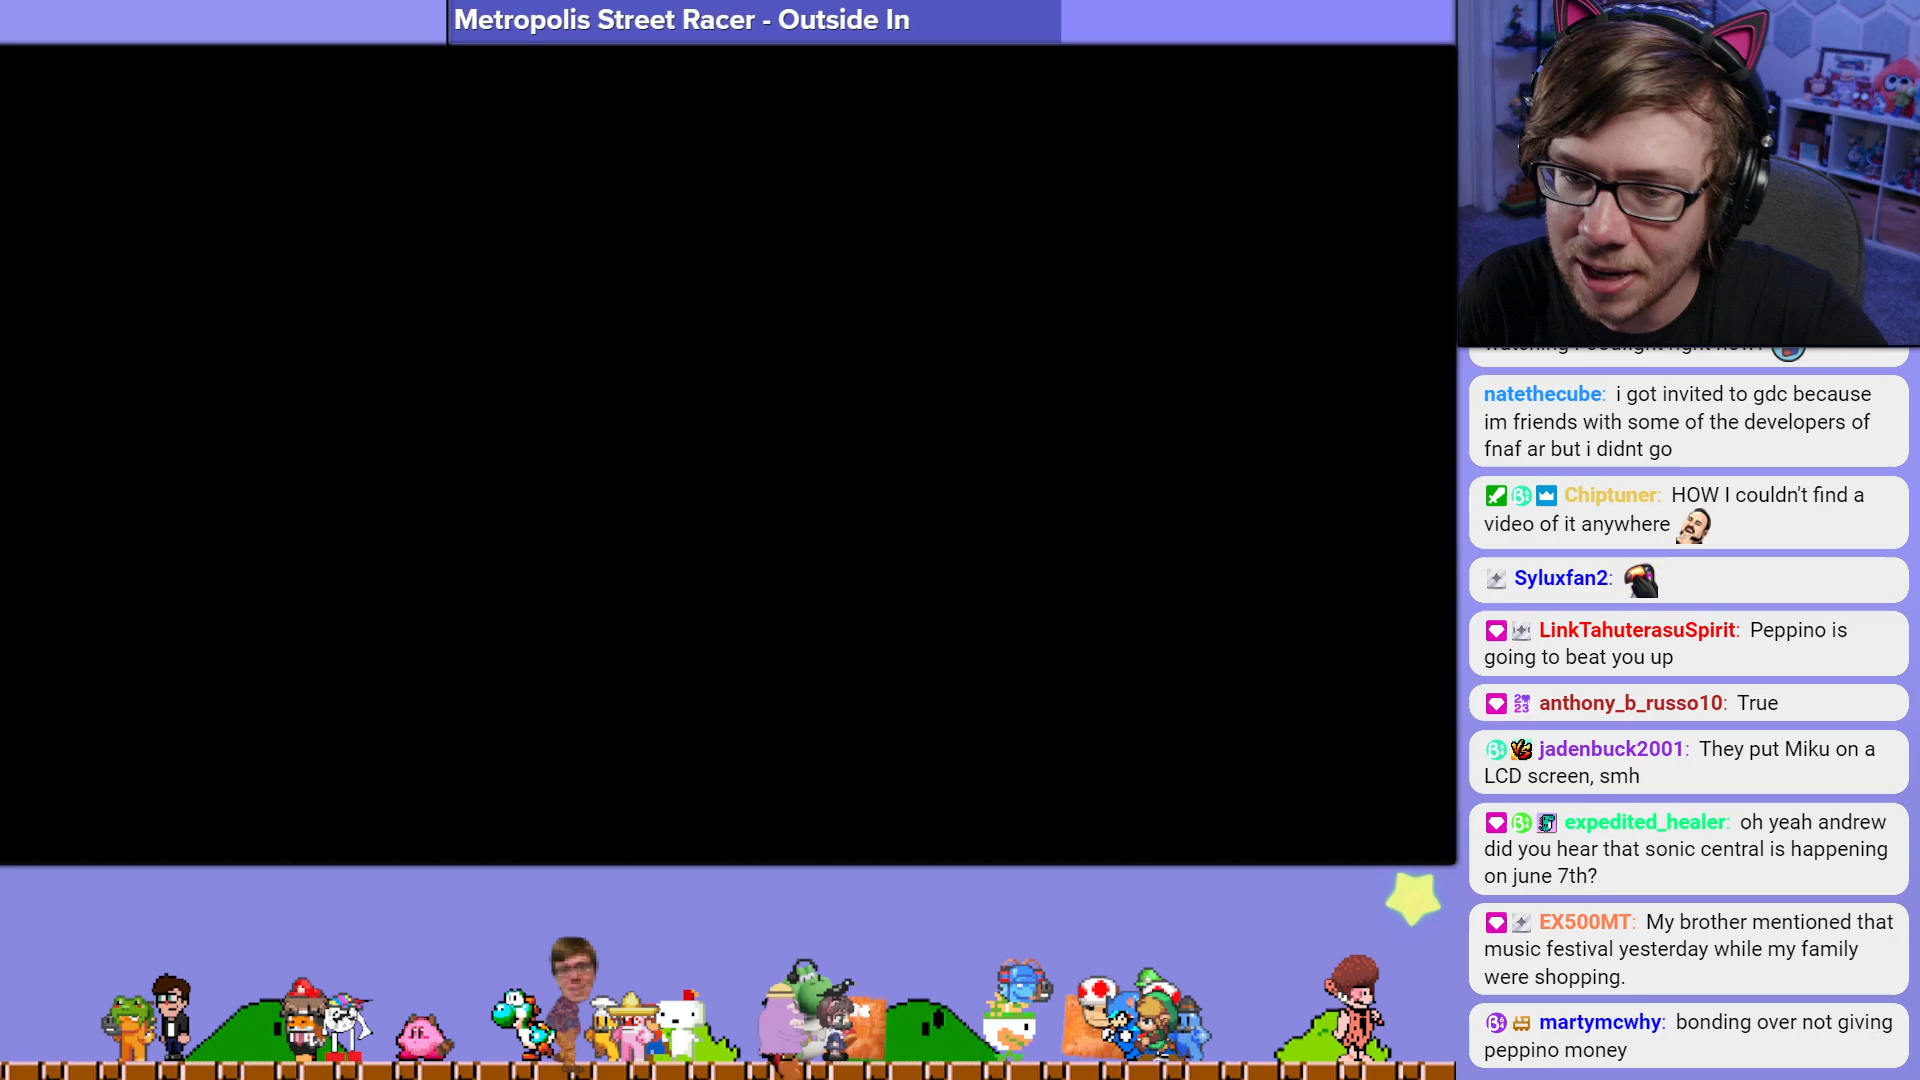 Metropolis Street Racer - Outside In
natethecube: i got invited to gdc because
im friends with some of the developers of
fnaf ar but i didnt go
Chiptuner: HOW I couldn't find a
video of it anywhere
Syluxfan2:
LinkTahuterasuSpirit: Peppino is
going to beat you up
anthony_b_russo10: True
jadenbuck2001: They put Miku on a
LCD screen, smh
expedited_healer: oh yeah andrew
did you hear that sonic central is happening
on june 7th?
EX500MT: My brother mentioned that
music festival yesterday while my family
were shopping.
martymcwhy: bonding over not giving
peppino money